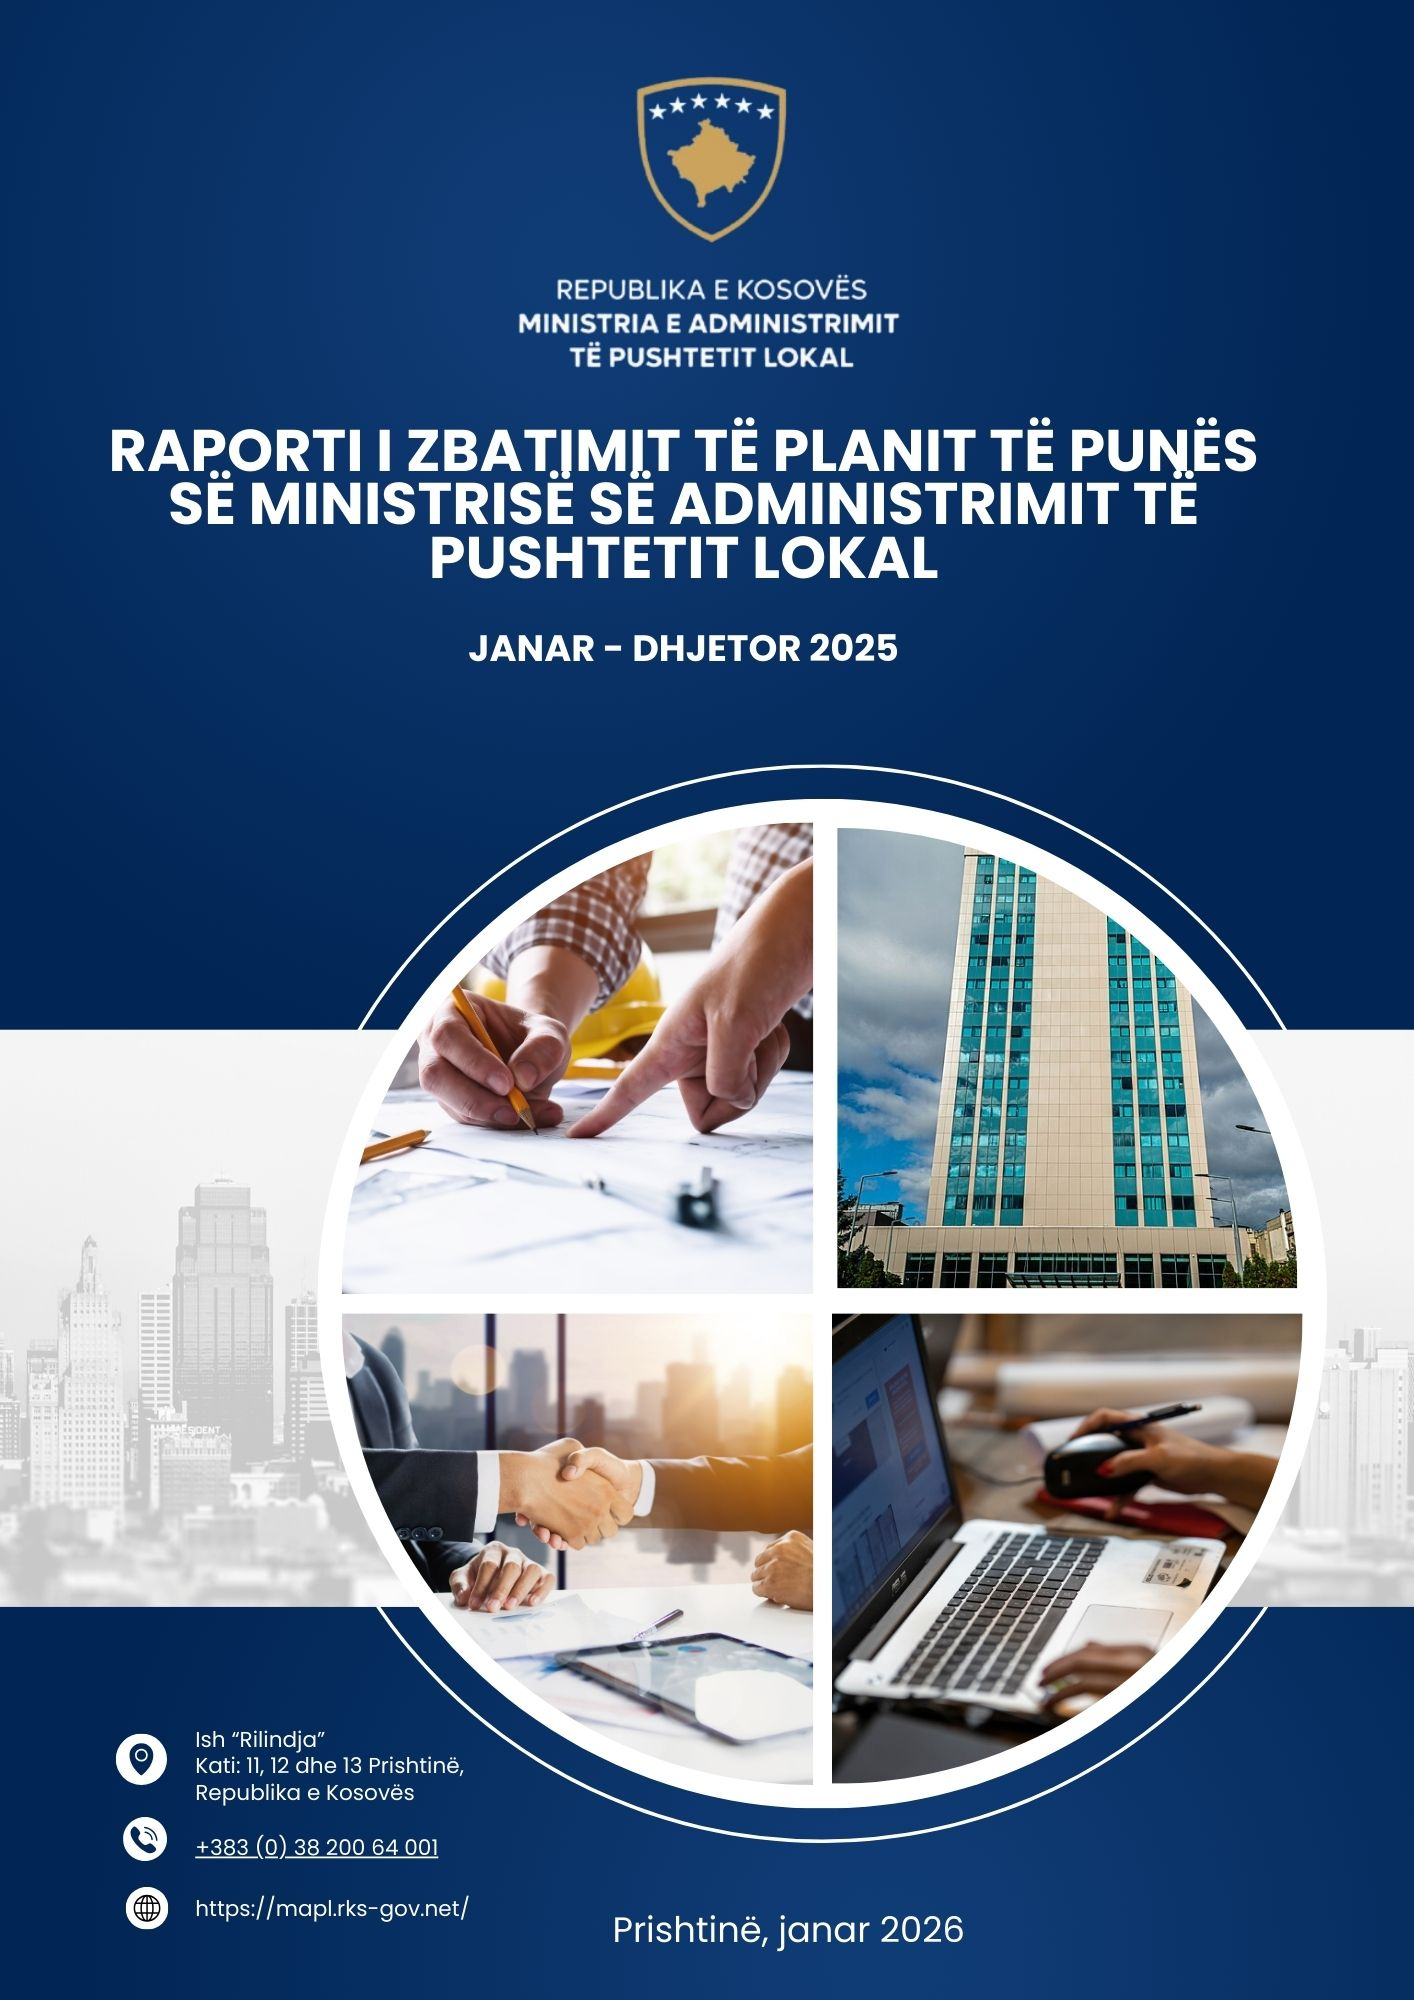 REPUBLIKA E KOSOVËS
MINISTRIA E ADMINISTRIMIT
TË PUSHTETIT LOKAL
RAPORTI I ZBATIMIT TË PLANIT TË PUNËS
SË MINISTRISË SË ADMINISTRIMIT TË
PUSHTETIT LOKAL
JANAR - DHJETOR 2025
Ish “Rilindja”
Kati: 11, 12 dhe 13 Prishtinë,
Republika e Kosovës
+383 (0) 38 200 64 001
https://mapl.rks-gov.net/
Prishtinë, janar 2026